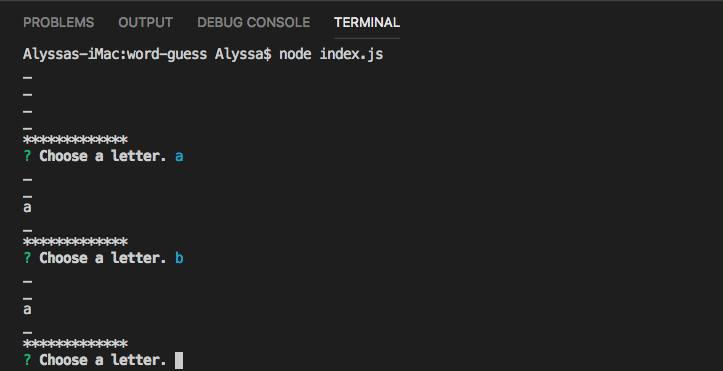 PROBLEMS OUTPUT DEBUG CONSOLE TERMINAL
Alyssas-iMac:word-guess Alyssa$ node index.js
_
_
_
_
*************
? Choose a letter. a
_
_
a
_
*************
? Choose a letter. b
_
_
a
_
*************
? Choose a letter.